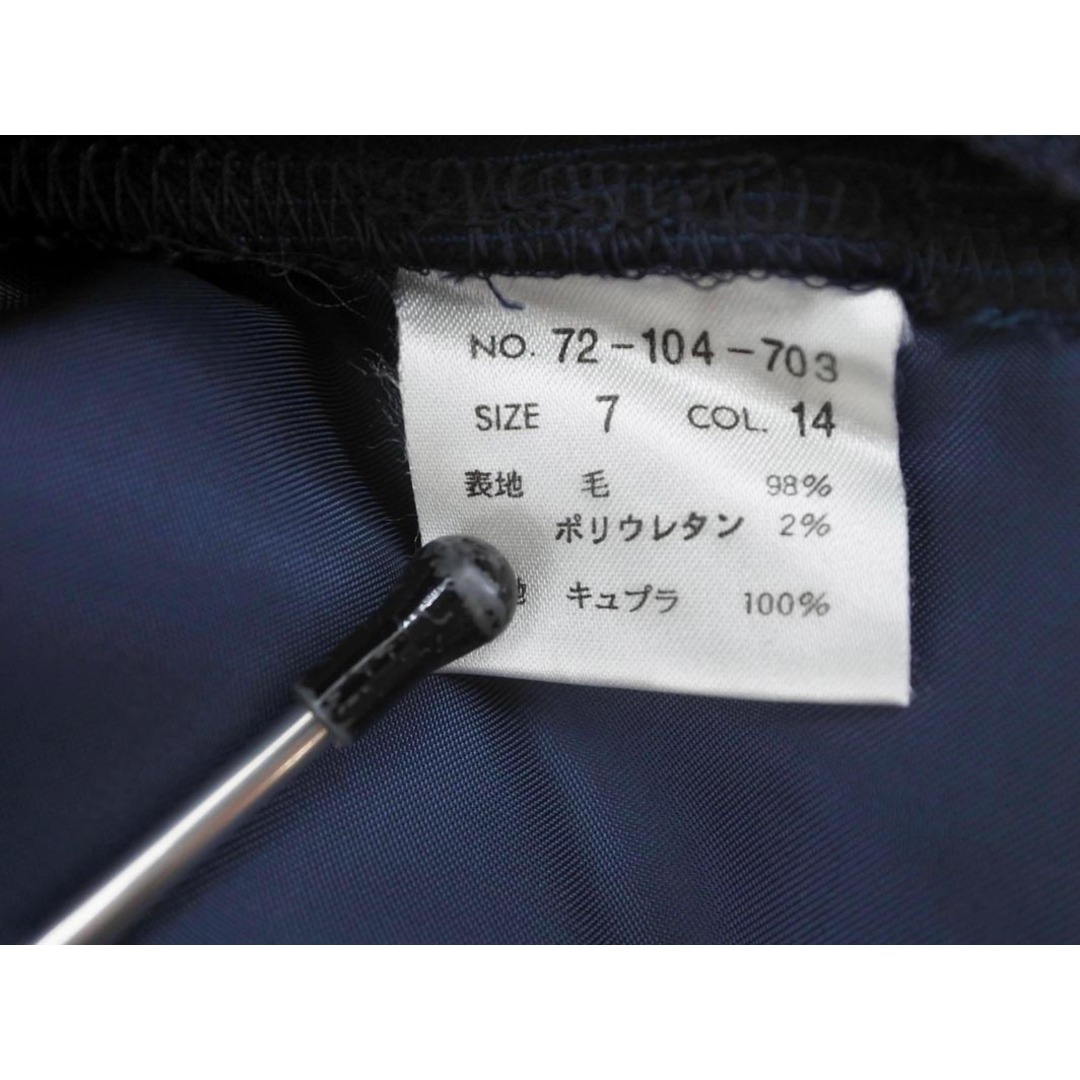 NO. 72-104-703
SIZE 7 COL. 14
表地 毛 98%
ポリウレタン 2%
地 キュプラ 100%